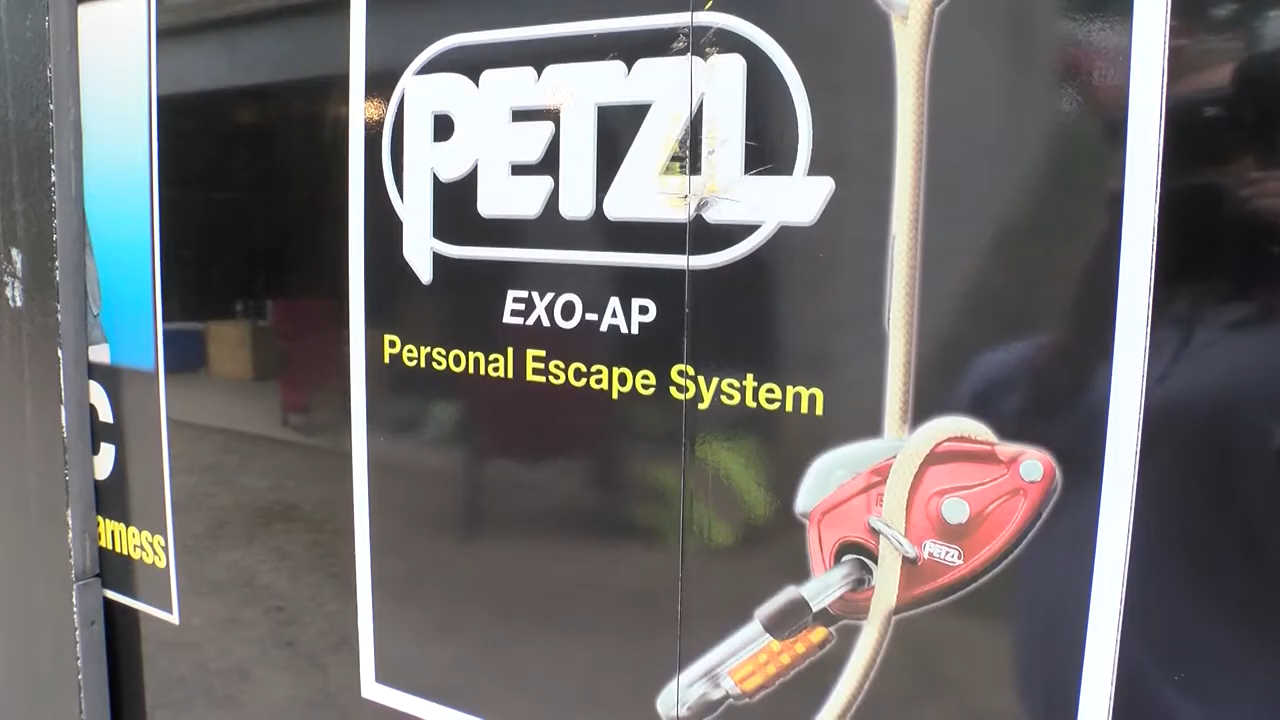 PETZL
EXO-AP
Personal Escape System
PETZL
C
arness